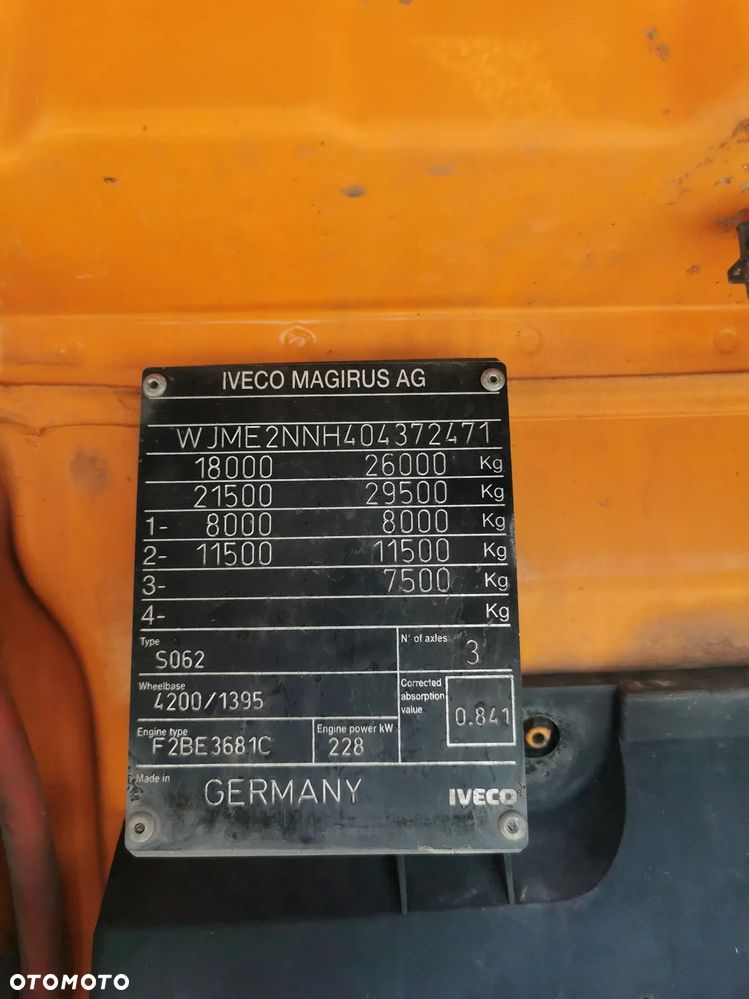 IVECO MAGIRUS AG
WJME2NNH404372471
18000 26000 Kg
21500 29500 Kg
1- 8000 8000 Kg
2- 11500 11500 Kg
3- 7500 Kg
4- Kg
Type S062
N° of axles 3
Wheelbase 4200/1395
Corrected absorption value 0.841
Engine type F2BE3681C
Engine power kW 228
Made in GERMANY IVECO
OTOMOTO